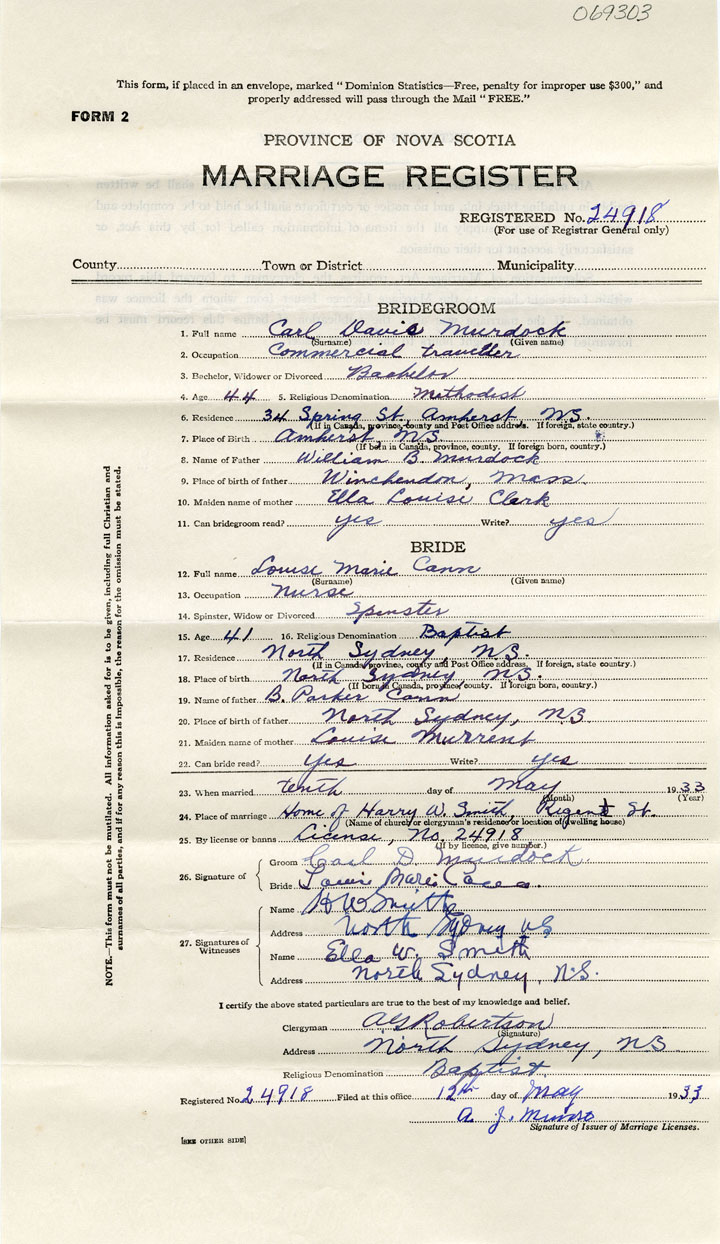 069303
This form, if placed in an envelope, marked "Dominion Statistics—Free, penalty for improper use $300," and
properly addressed will pass through the Mail "FREE."
FORM 2
PROVINCE OF NOVA SCOTIA
MARRIAGE REGISTER
REGISTERED No. 24918
(For use of Registrar General only)
County Town or District Municipality
BRIDEGROOM
1. Full name Carl Davis Murdock
(Surname) (Given name)
2. Occupation Commercial traveller
3. Bachelor, Widower or Divorced Bachelor
4. Age 44 5. Religious Denomination Methodist
6. Residence 34 Spring St, Amherst, N.S.
(If in Canada, province, county and Post Office address. If foreign, state country.)
7. Place of Birth Amherst, N.S.
(If born in Canada, province, county. If foreign born, country.)
8. Name of Father William B. Murdock
9. Place of birth of father Winchendon, Mass.
10. Maiden name of mother Ella Louise Clark
11. Can bridegroom read? yes Write? yes
BRIDE
12. Full name Louise Marie Cann
(Surname) (Given name)
13. Occupation Nurse
14. Spinster, Widow or Divorced Spinster
15. Age 41 16. Religious Denomination Baptist
17. Residence North Sydney, N.S.
(If in Canada, province, county and Post Office address. If foreign, state country.)
18. Place of birth North Sydney, N.S.
(If born in Canada, province, county. If foreign born, country.)
19. Name of father B. Parker Cann
20. Place of birth of father North Sydney, N.S.
21. Maiden name of mother Louise
22. Can bride read? Yes Write? yes
23. When married tenth day of May 1933
(Month) (Year)
24. Place of marriage Home of Harry W. Smith, Regent St.
(Name of church or clergyman's residence or location of dwelling house)
25. By license or banns License, No. 24918
(If by licence, give number.)
26. Signature of
Groom Carl D. Murdock
Bride Louise Marie Cann
27. Signatures of Witnesses
Name H W Smith
Address North Sydney NS
Name Ella W. Smith
Address North Sydney, N.S.
I certify the above stated particulars are true to the best of my knowledge and belief.
Clergyman A G Robertson
(Signature)
Address North Sydney, NS
Religious Denomination Baptist
Registered No. 24918 Filed at this office 12th day of May 1933
A. J. Munro
Signature of Issuer of Marriage Licenses.
[SEE OTHER SIDE]
NOTE.—This form must not be mutilated. All information asked for is to be given, including full Christian and
surnames of all parties, and if for any reason this is impossible, the reason for the omission must be stated.